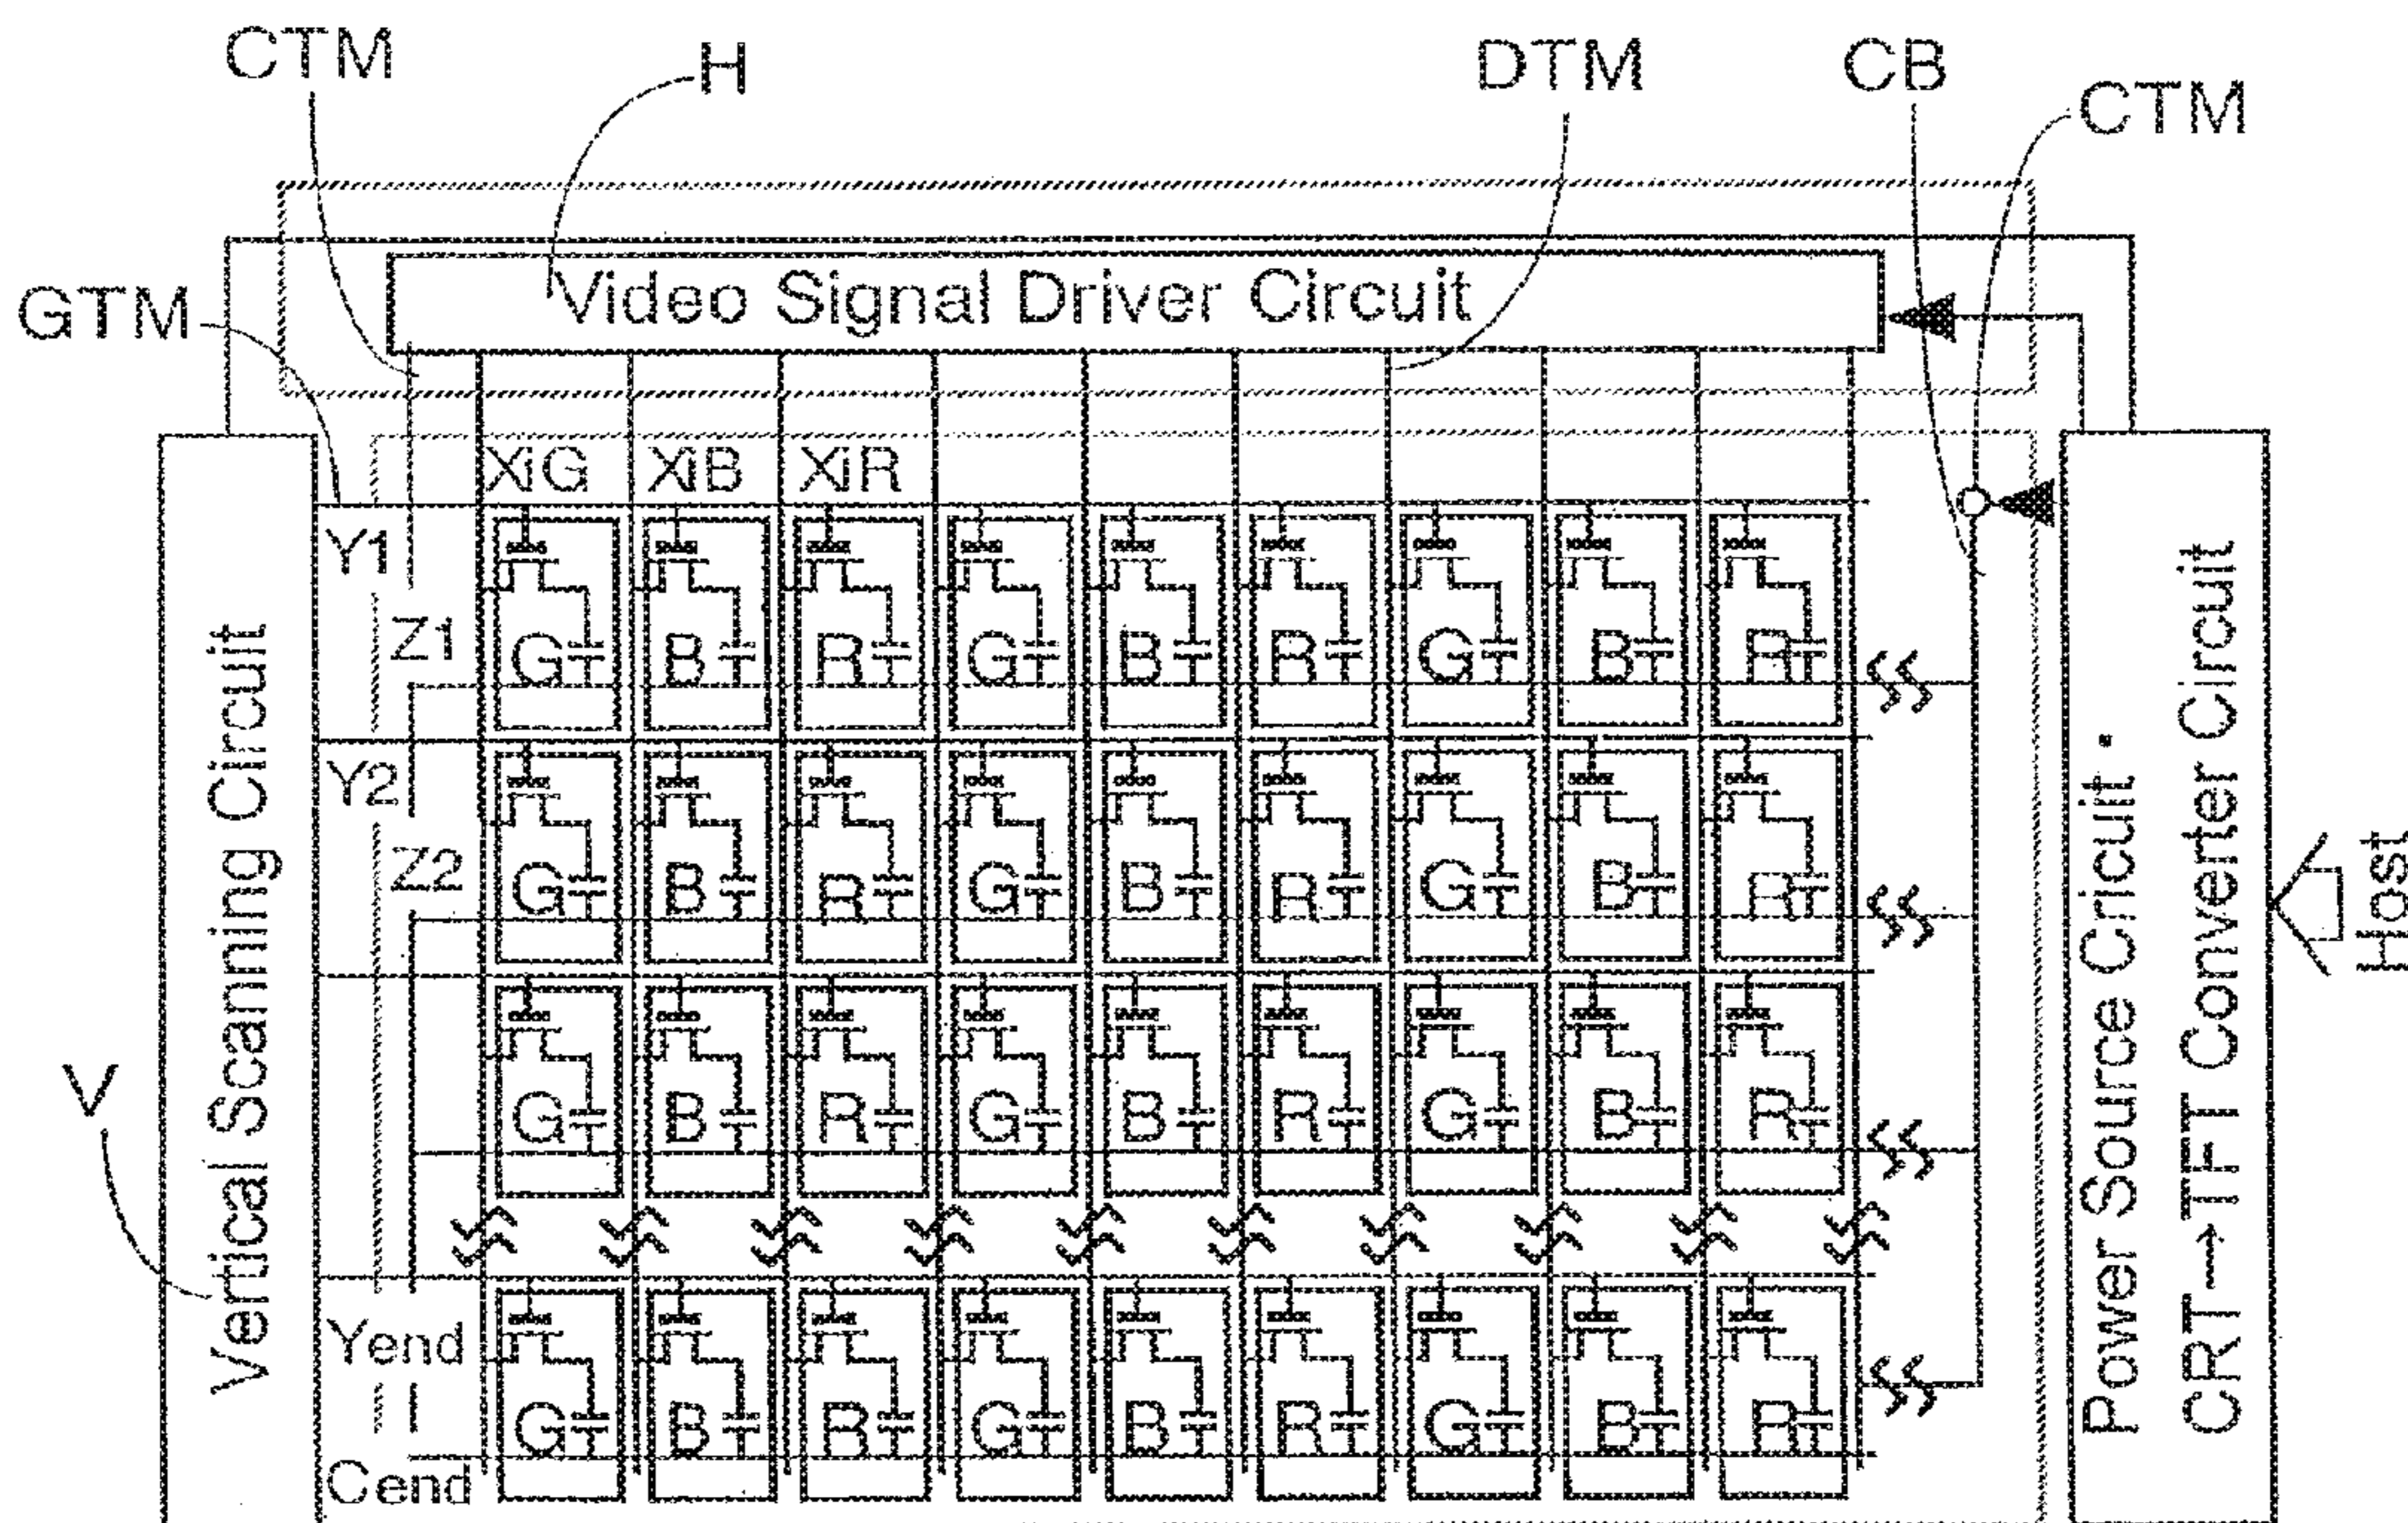 CTM
H
DTM
CB
CTM
GTM
Video Signal Driver Circuit
XiG XiB XiR
Y1
Z1
G B R G B R G B R
Y2
Z2
G B R G B R G B R
G B R G B R G B R
V
Yend
G B R G B R G B R
Cend
Vertical Scanning Circuit
Power Source Cricuit ·
CRT→TFT Converter Circuit
Host